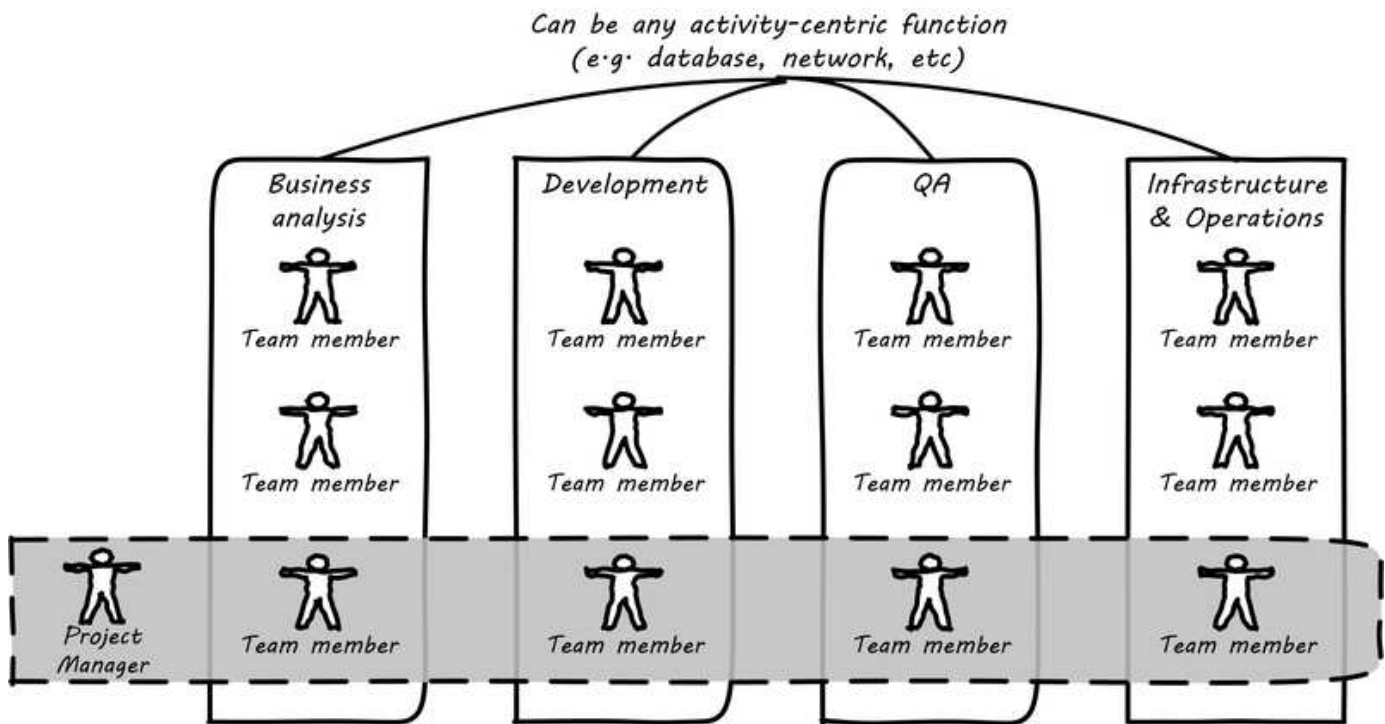 Can be any activity-centric function
(e.g. database, network, etc)
Business
analysis
Development
QA
Infrastructure
& Operations
Team member
Team member
Team member
Team member
Team member
Team member
Team member
Team member
Project
Manager
Team member
Team member
Team member
Team member